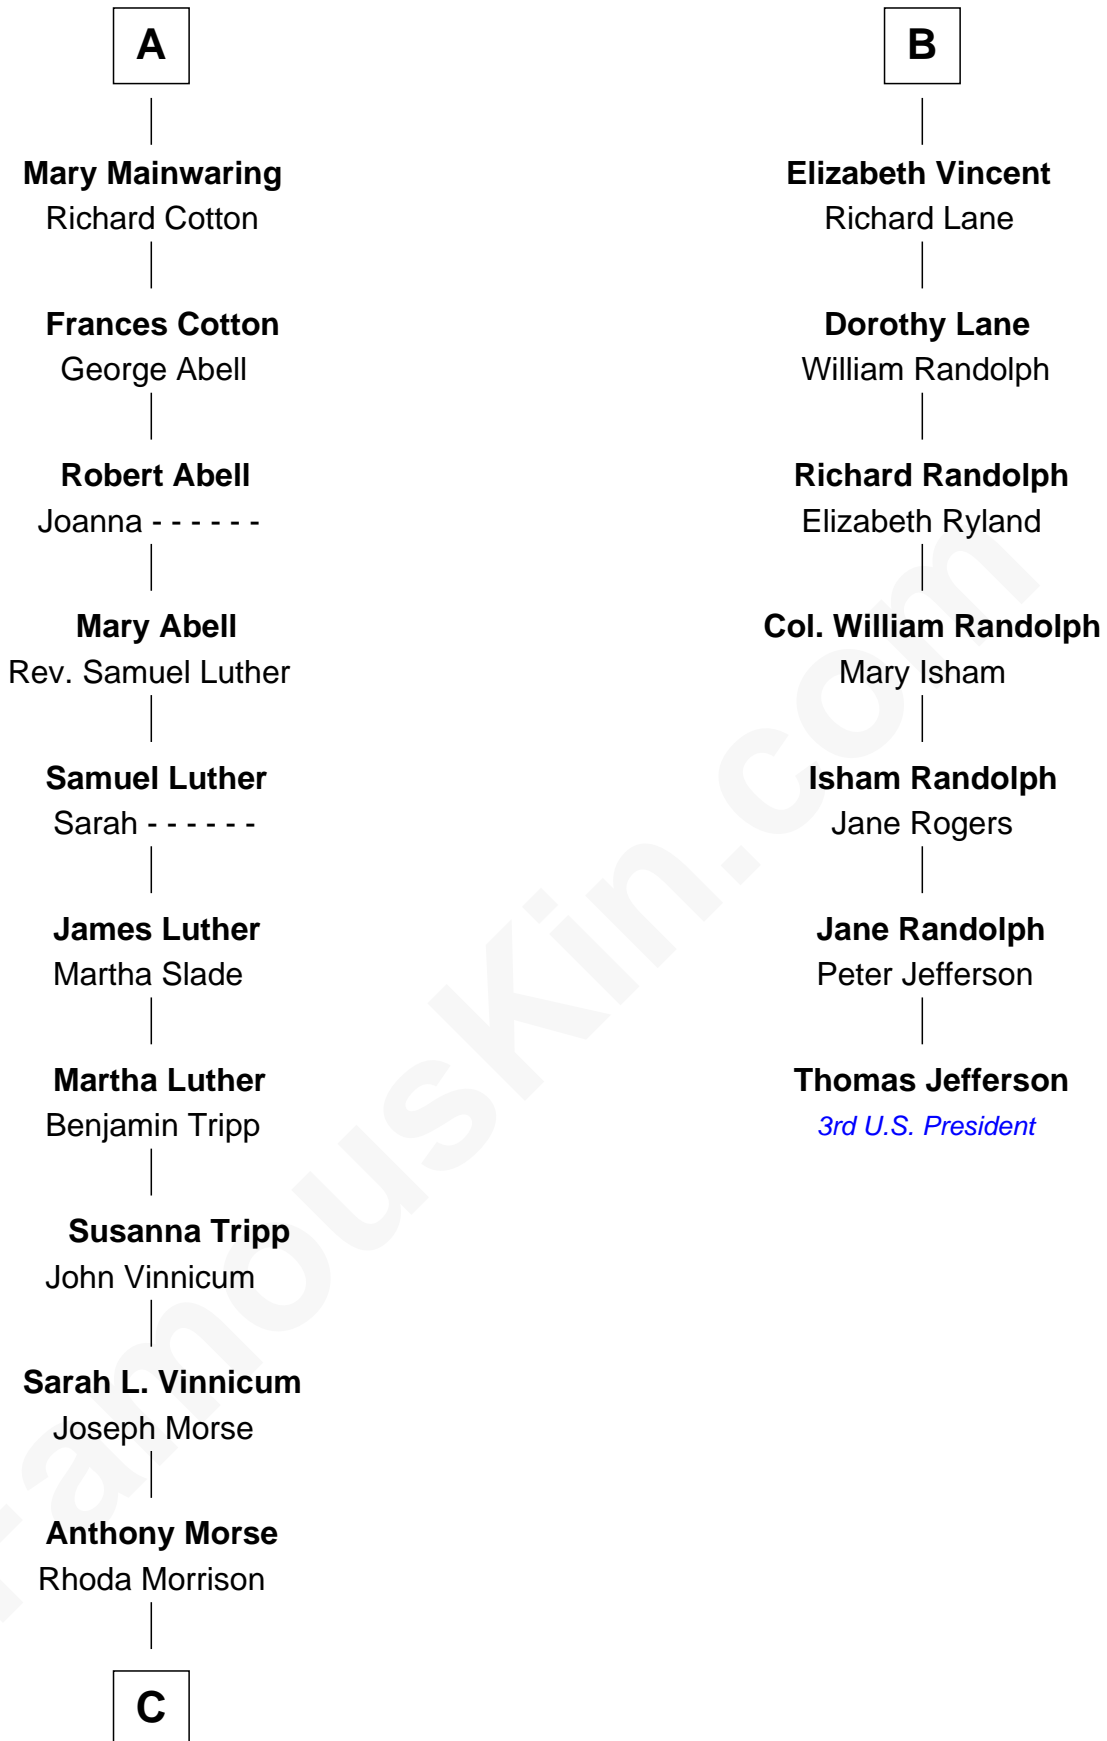 A
Mary Mainwaring
Richard Cotton
Frances Cotton
George Abell
Robert Abell
Joanna - - - - - -
Mary Abell
Rev. Samuel Luther
Samuel Luther
Sarah - - - - - -
James Luther
Martha Slade
Martha Luther
Benjamin Tripp
Susanna Tripp
John Vinnicum
Sarah L. Vinnicum
Joseph Morse
Anthony Morse
Rhoda Morrison
C
B
Elizabeth Vincent
Richard Lane
Dorothy Lane
William Randolph
Richard Randolph
Elizabeth Ryland
Col. William Randolph
Mary Isham
Isham Randolph
Jane Rogers
Jane Randolph
Peter Jefferson
Thomas Jefferson
3rd U.S. President
FamousKin.com